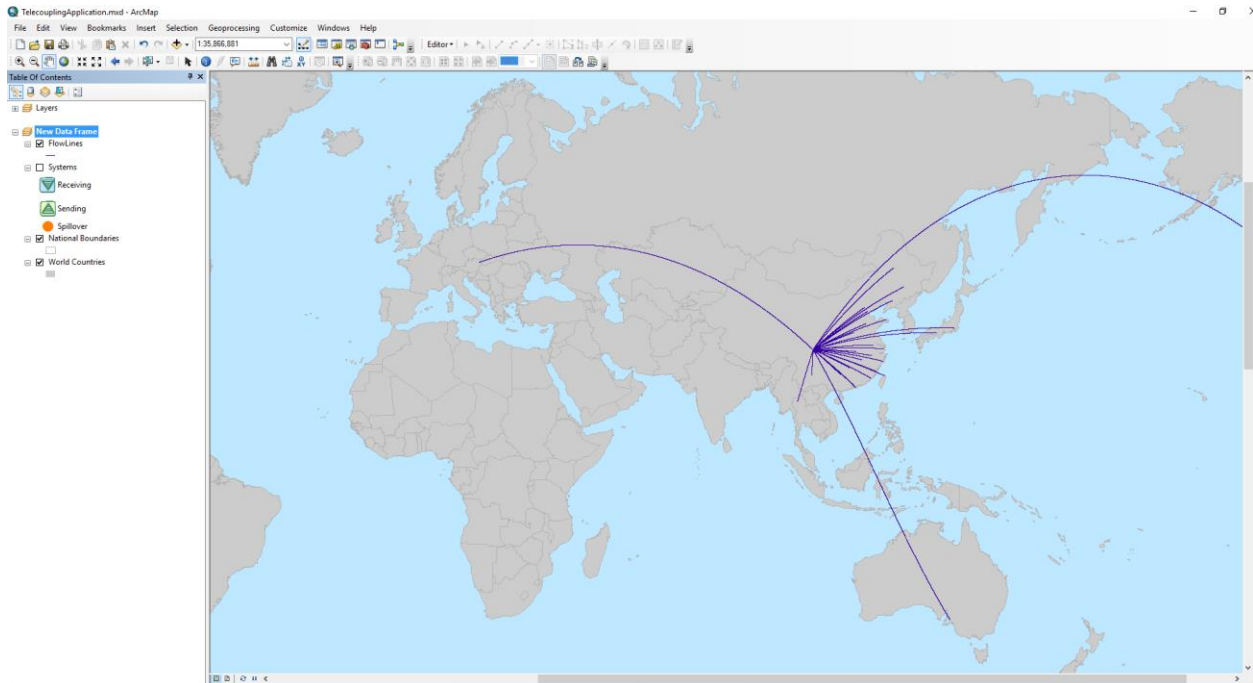 TelecouplingApplication.mxd - ArcMap
File Edit View Bookmarks Insert Selection Geoprocessing Customize Windows Help
1:35,866,881
Editor
Table Of Contents
Layers
New Data Frame
FlowLines
Systems
Receiving
Sending
Spillover
National Boundaries
World Countries